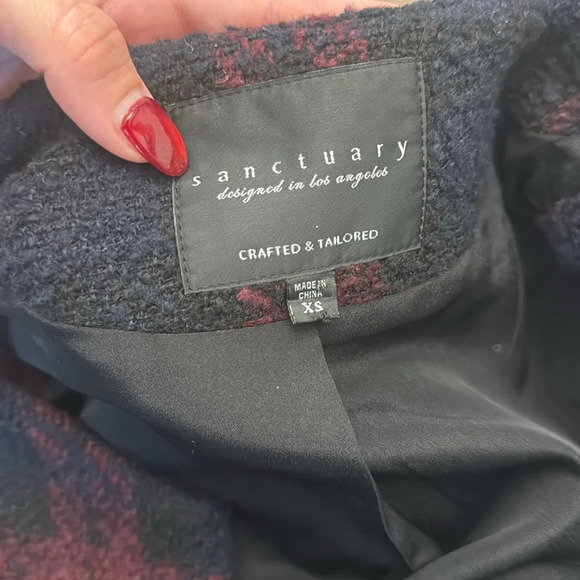 sanctuary
designed in los angeles
CRAFTED & TAILORED
MADE IN
CHINA
XS